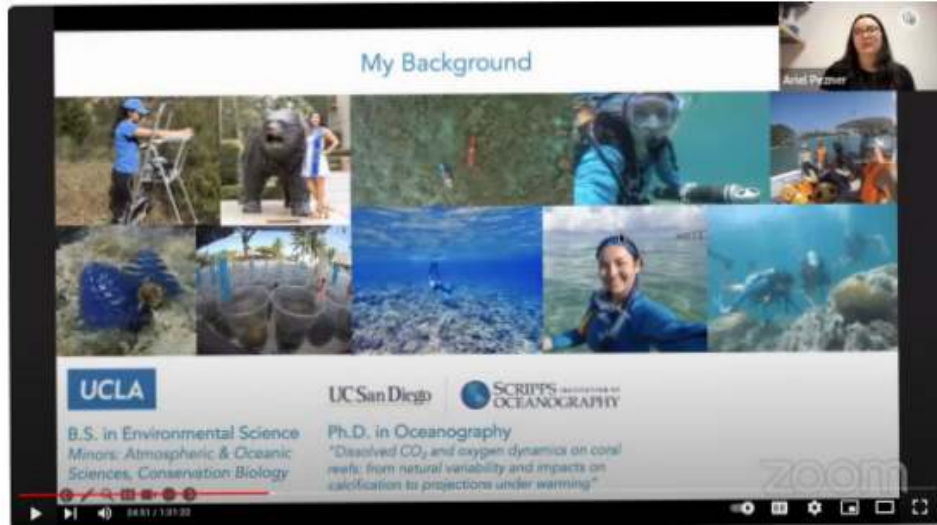 My Background
Ariel Pezner
UCLA
UC San Diego
SCRIPPS INSTITUTION OF
OCEANOGRAPHY
B.S. in Environmental Science
Minors: Atmospheric & Oceanic
Sciences, Conservation Biology
Ph.D. in Oceanography
"Dissolved CO₂ and oxygen dynamics on coral
reefs: from natural variability and impacts on
calcification to projections under warming"
zoom
24:51 / 1:31:22